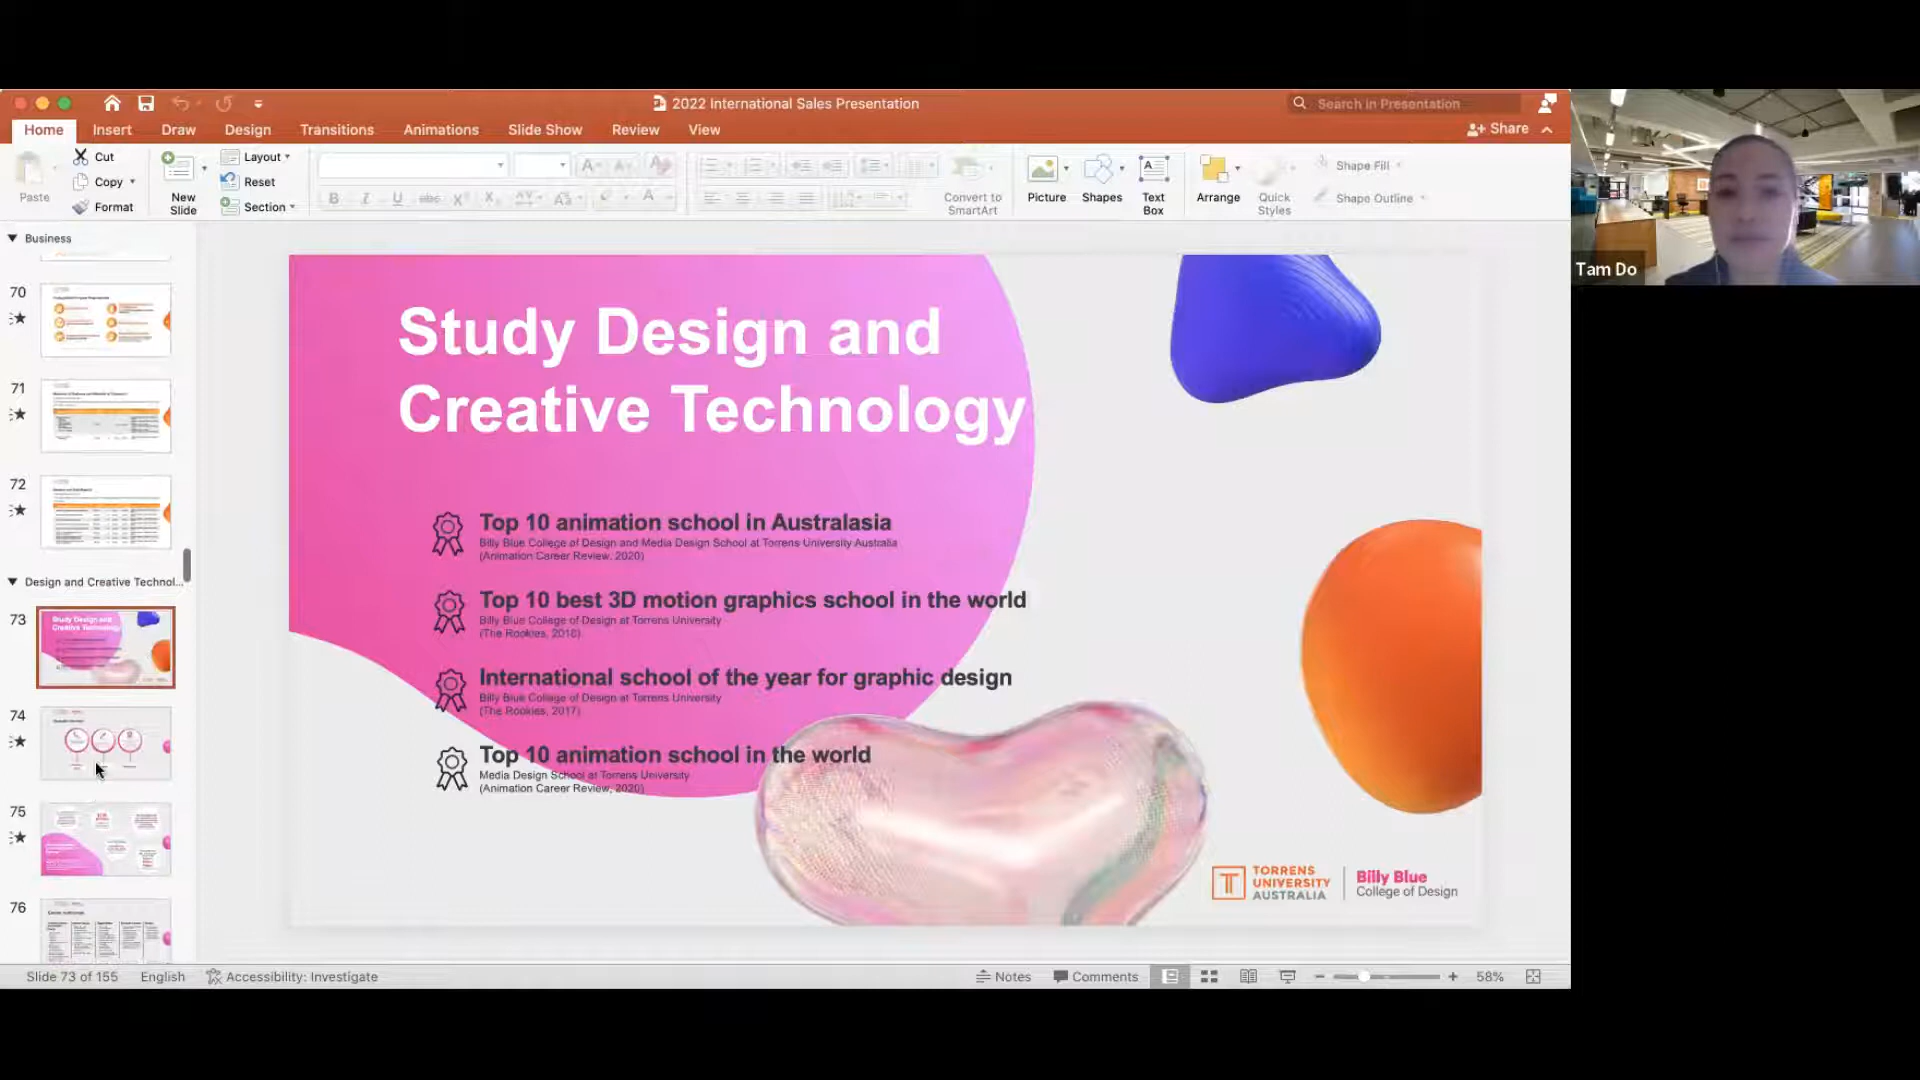 2022 International Sales Presentation
Search in Presentation
Home Insert Draw Design Transitions Animations Slide Show Review View
Share
Paste
Cut
Copy
Format
New Slide
Layout
Reset
Section
Convert to SmartArt
Picture
Shapes
Text Box
Arrange
Quick Styles
Shape Fill
Shape Outline
Business
70
71
72
Design and Creative Technol...
73
Study Design and
Creative Technology
74
75
76
Study Design and
Creative Technology
Top 10 animation school in Australasia
Billy Blue College of Design and Media Design School at Torrens University Australia
(Animation Career Review, 2020)
Top 10 best 3D motion graphics school in the world
Billy Blue College of Design at Torrens University
(The Rookies, 2018)
International school of the year for graphic design
Billy Blue College of Design at Torrens University
(The Rookies, 2017)
Top 10 animation school in the world
Media Design School at Torrens University
(Animation Career Review, 2020)
TORRENS
UNIVERSITY
AUSTRALIA
Billy Blue
College of Design
Slide 73 of 155 English Accessibility: Investigate
Notes Comments 58%
Tam Do